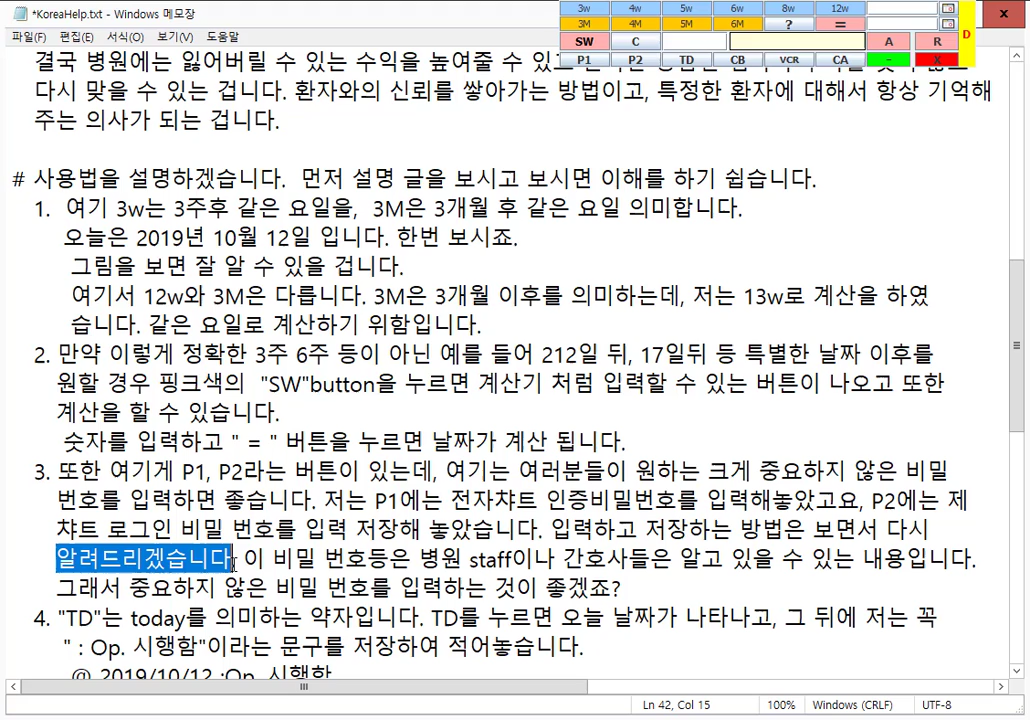 *KoreaHelp.txt - Windows 메모장
파일(F) 편집(E) 서식(O) 보기(V) 도움말
3w 4w 5w 6w 8w 12w
3M 4M 5M 6M ? =
SW C A R D
P1 P2 TD CB VCR CA - X
X
결국 병원에는 잃어버릴 수 있는 수익을 높여줄 수 있고
다시 맞을 수 있는 겁니다. 환자와의 신뢰를 쌓아가는 방법이고, 특정한 환자에 대해서 항상 기억해
주는 의사가 되는 겁니다.
# 사용법을 설명하겠습니다. 먼저 설명 글을 보시고 보시면 이해를 하기 쉽습니다.
1. 여기 3w는 3주후 같은 요일을, 3M은 3개월 후 같은 요일 의미합니다.
오늘은 2019년 10월 12일 입니다. 한번 보시죠.
그림을 보면 잘 알 수 있을 겁니다.
여기서 12w와 3M은 다릅니다. 3M은 3개월 이후를 의미하는데, 저는 13w로 계산을 하였
습니다. 같은 요일로 계산하기 위함입니다.
2. 만약 이렇게 정확한 3주 6주 등이 아닌 예를 들어 212일 뒤, 17일뒤 등 특별한 날짜 이후를
원할 경우 핑크색의 "SW"button을 누르면 계산기 처럼 입력할 수 있는 버튼이 나오고 또한
계산을 할 수 있습니다.
숫자를 입력하고 " = " 버튼을 누르면 날짜가 계산 됩니다.
3. 또한 여기게 P1, P2라는 버튼이 있는데, 여기는 여러분들이 원하는 크게 중요하지 않은 비밀
번호를 입력하면 좋습니다. 저는 P1에는 전자챠트 인증비밀번호를 입력해놓았고요, P2에는 제
챠트 로그인 비밀 번호를 입력 저장해 놓았습니다. 입력하고 저장하는 방법은 보면서 다시
알려드리겠습니다. 이 비밀 번호등은 병원 staff이나 간호사들은 알고 있을 수 있는 내용입니다.
그래서 중요하지 않은 비밀 번호를 입력하는 것이 좋겠죠?
4. "TD"는 today를 의미하는 약자입니다. TD를 누르면 오늘 날짜가 나타나고, 그 뒤에 저는 꼭
" : Op. 시행함"이라는 문구를 저장하여 적어놓습니다.
@ 2019/10/12 :Op. 시행함
Ln 42, Col 15 100% Windows (CRLF) UTF-8